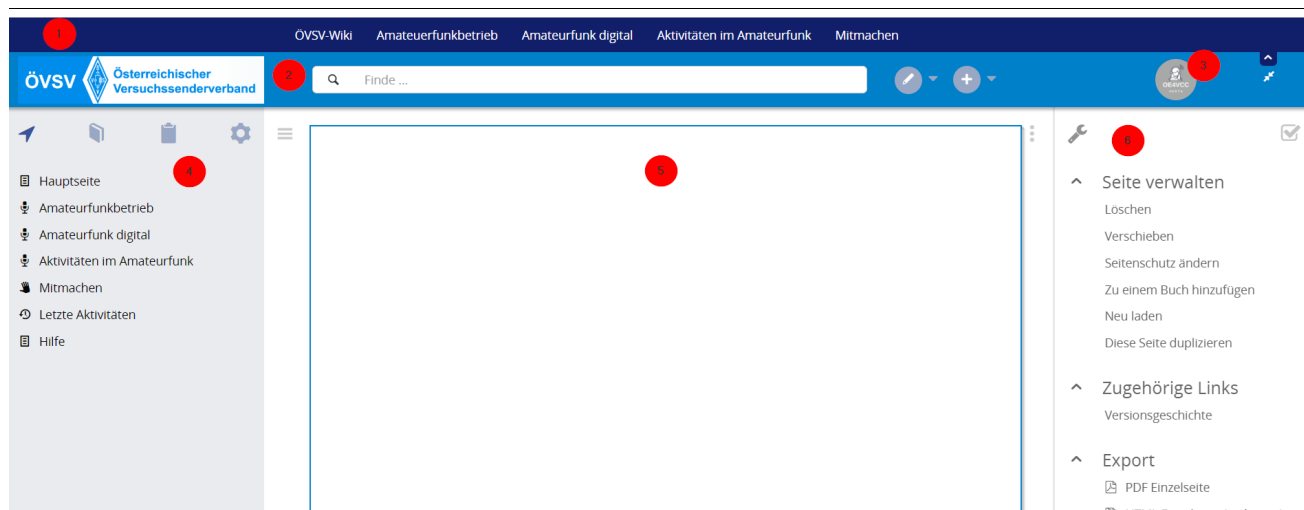 1
ÖVSV-Wiki Amateuerfunkbetrieb Amateurfunk digital Aktivitäten im Amateurfunk Mitmachen
ÖVSV Österreichischer
Versuchssenderverband
2
Finde ...
3
4
5
6
Hauptseite
Amateurfunkbetrieb
Amateurfunk digital
Aktivitäten im Amateurfunk
Mitmachen
Letzte Aktivitäten
Hilfe
Seite verwalten
Löschen
Verschieben
Seitenschutz ändern
Zu einem Buch hinzufügen
Neu laden
Diese Seite duplizieren
Zugehörige Links
Versionsgeschichte
Export
PDF Einzelseite